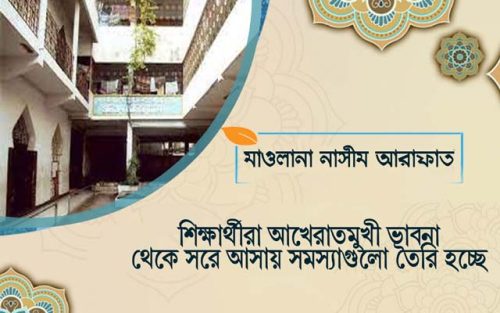 মাওলানা নাসীম আরাফাত
শিক্ষার্থীরা আখেরাতমুখী ভাবনা
থেকে সরে আসায় সমস্যাগুলো তৈরি হচ্ছে